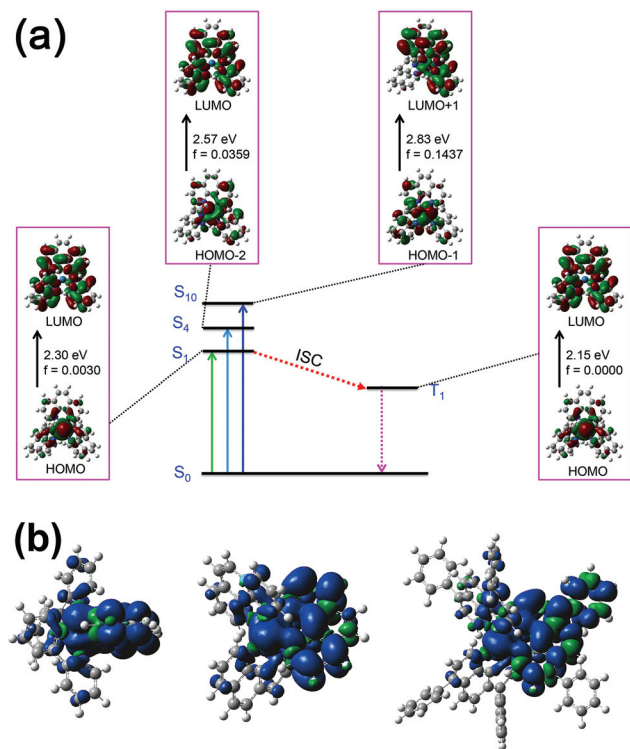 (a)
LUMO
2.57 eV
f = 0.0359
HOMO-2
LUMO+1
2.83 eV
f = 0.1437
HOMO-1
LUMO
2.30 eV
f = 0.0030
HOMO
LUMO
2.15 eV
f = 0.0000
HOMO
S10
S4
S1
ISC
T1
S0
(b)